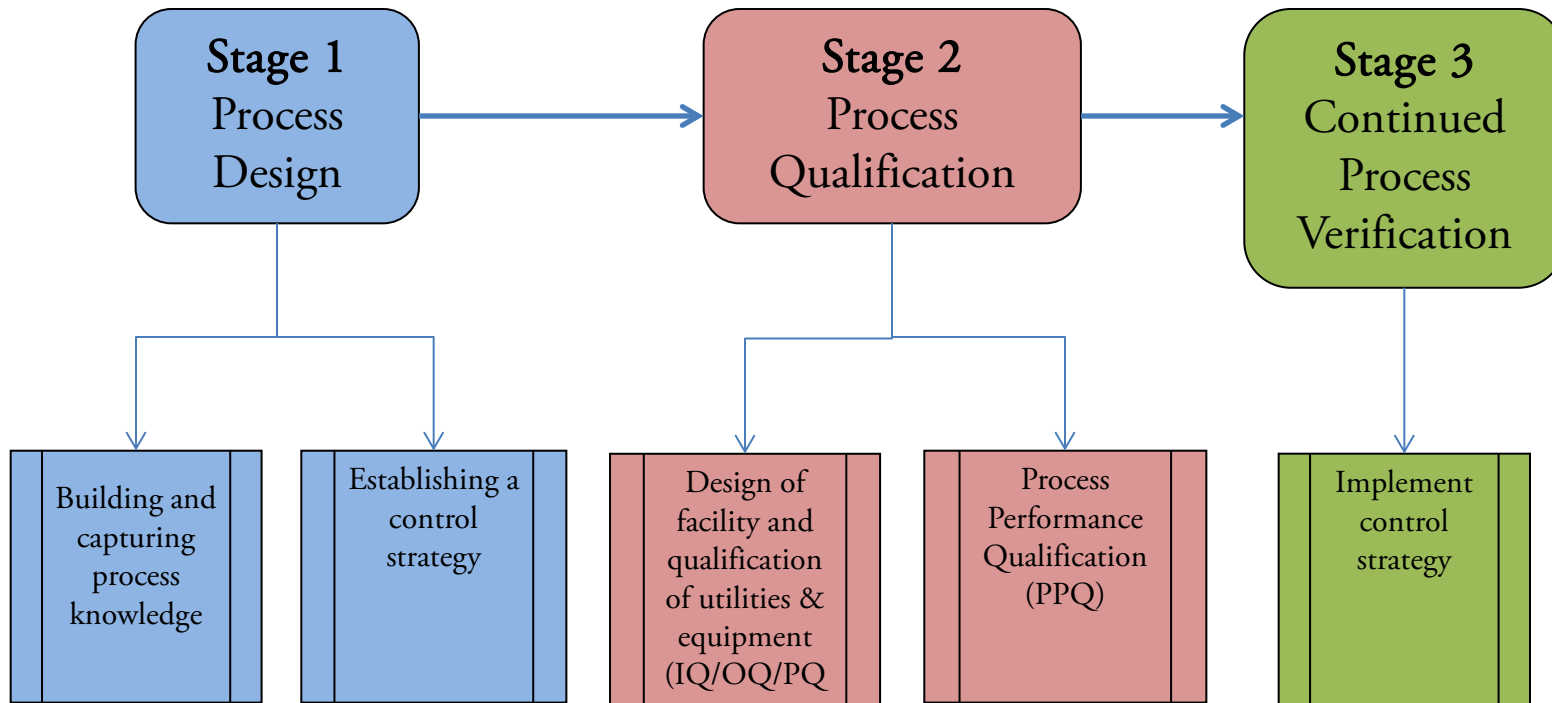 Stage 1
Process
Design
Stage 2
Process
Qualification
Stage 3
Continued
Process
Verification
Building and
capturing
process
knowledge
Establishing a
control
strategy
Design of
facility and
qualification
of utilities &
equipment
(IQ/OQ/PQ
Process
Performance
Qualification
(PPQ)
Implement
control
strategy